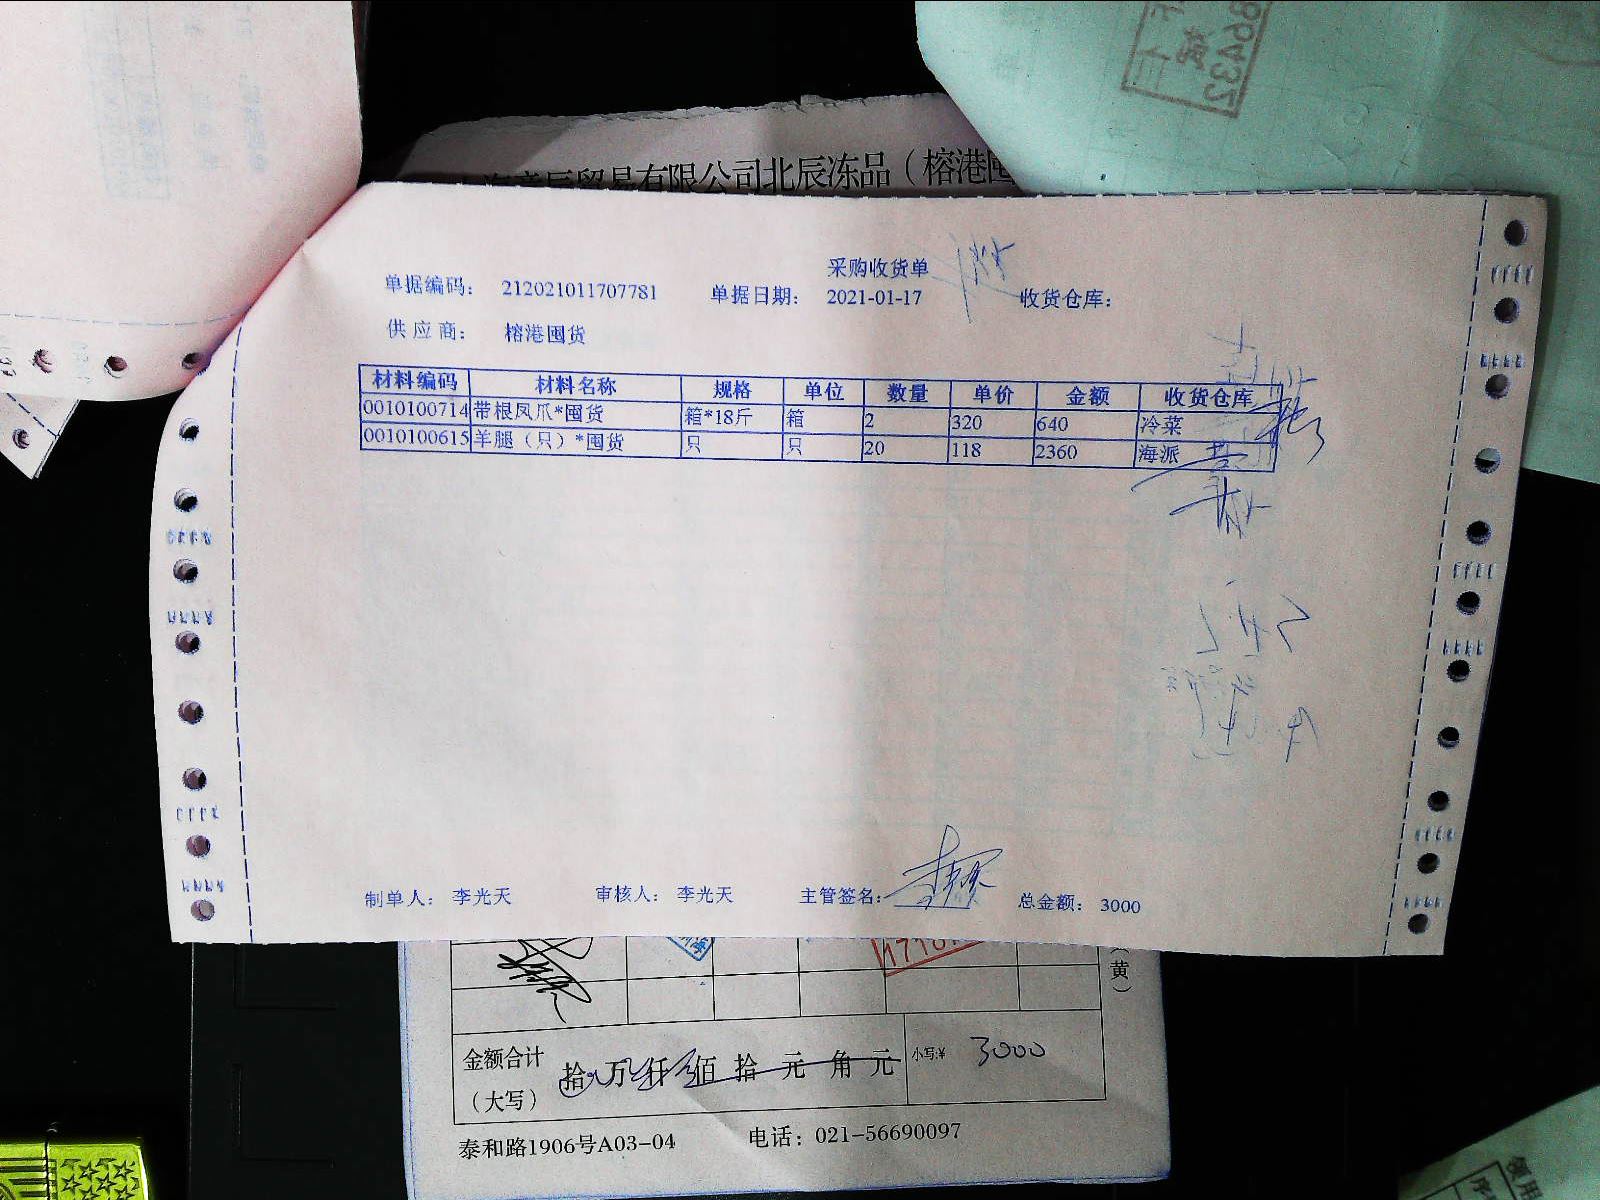 贸易有限公司北辰冻品（榕港囤
采购收货单
单据编码： 212021011707781 单据日期： 2021-01-17 收货仓库：
供应商： 榕港囤货
材料编码 材料名称 规格 单位 数量 单价 金额 收货仓库
0010100714 带根凤爪*囤货 箱*18斤 箱 2 320 640 冷菜
0010100615 羊腿（只）*囤货 只 只 20 118 2360 海派
制单人： 李光天 审核人： 李光天 主管签名： 总金额： 3000
（黄）
金额合计（大写） 拾 万 仟 佰 拾 元 角 元 小写:¥ 3000
泰和路1906号A03-04 电话：021-56690097